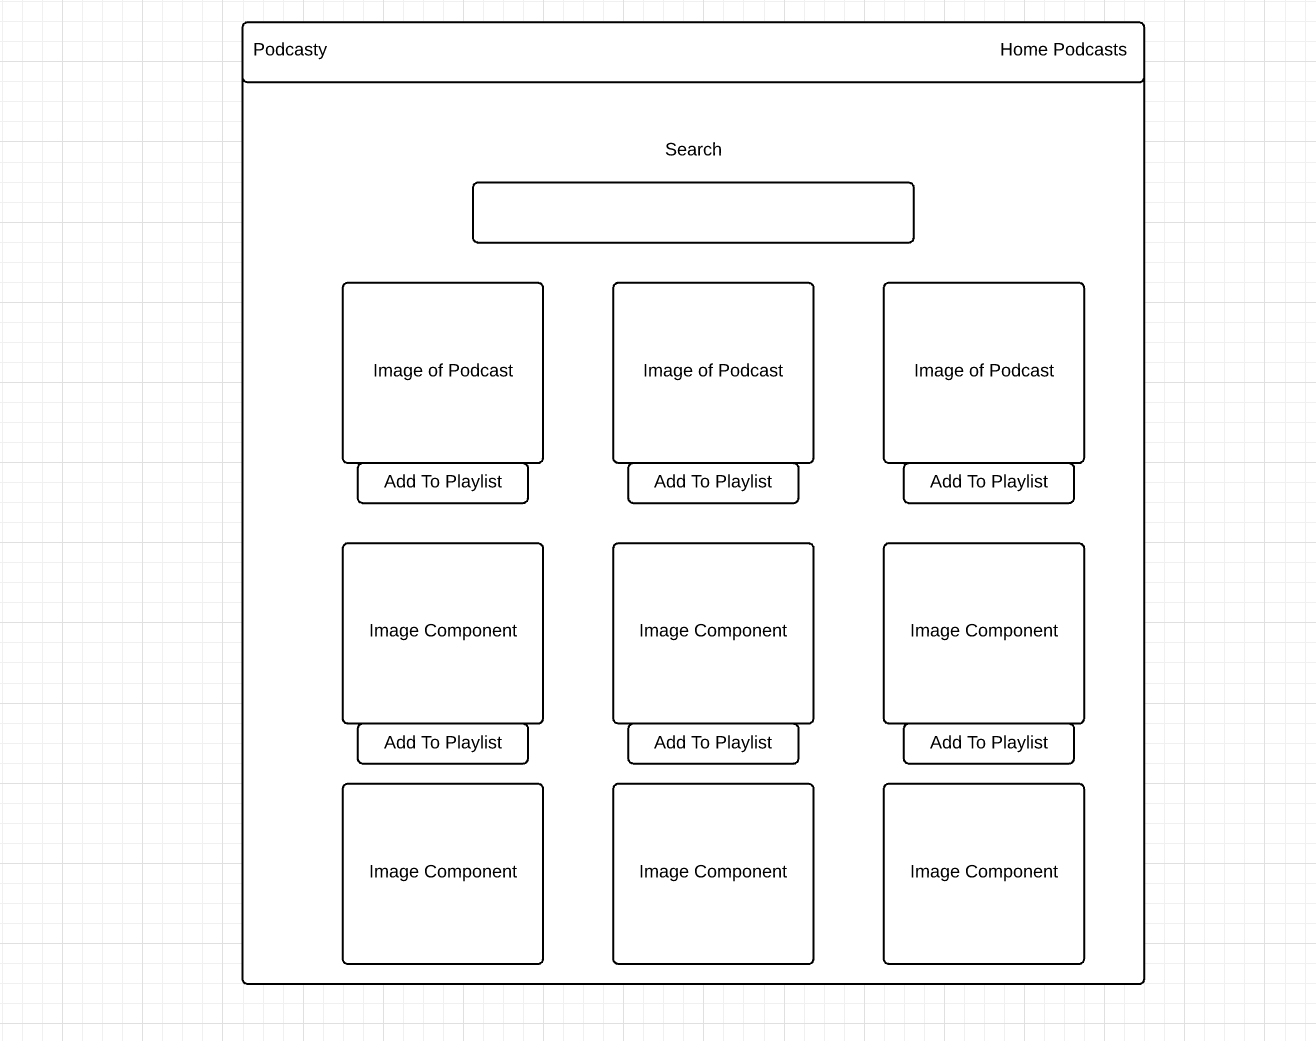 Podcasty
Home Podcasts
Search
Image of Podcast
Image of Podcast
Image of Podcast
Add To Playlist
Add To Playlist
Add To Playlist
Image Component
Image Component
Image Component
Add To Playlist
Add To Playlist
Add To Playlist
Image Component
Image Component
Image Component